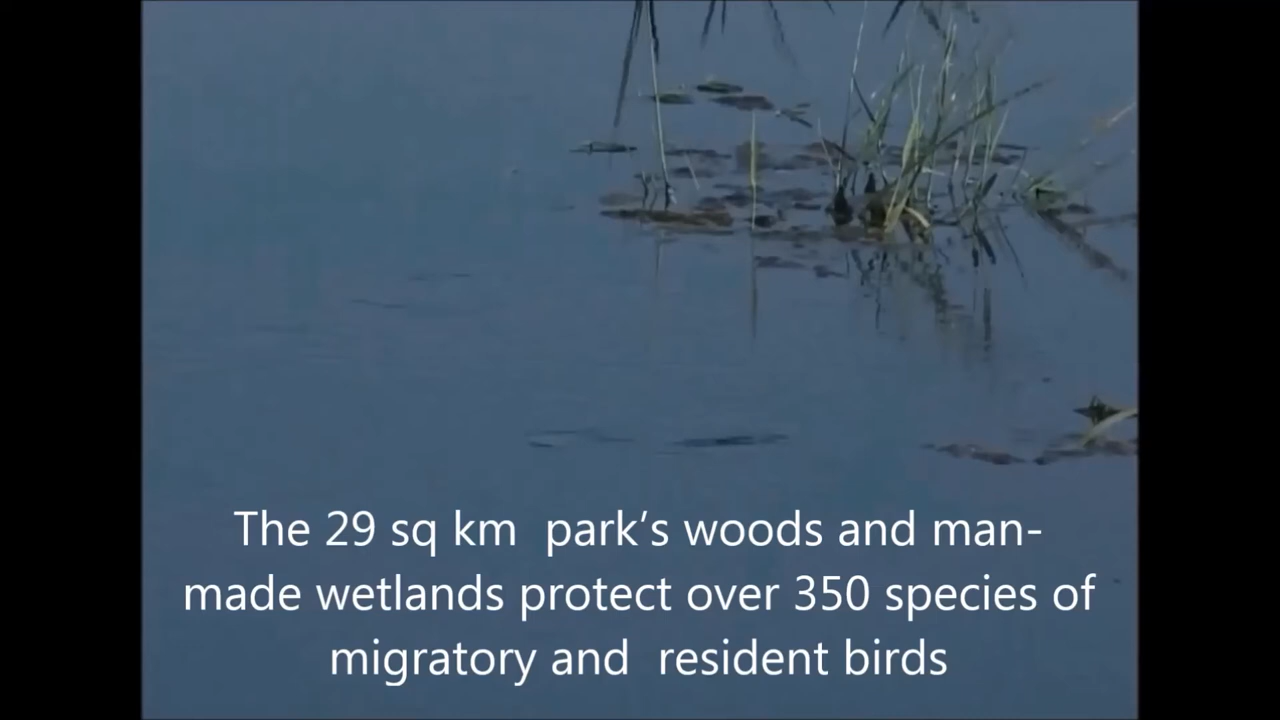 The 29 sq km  park’s woods and man-
made wetlands protect over 350 species of
migratory and  resident birds